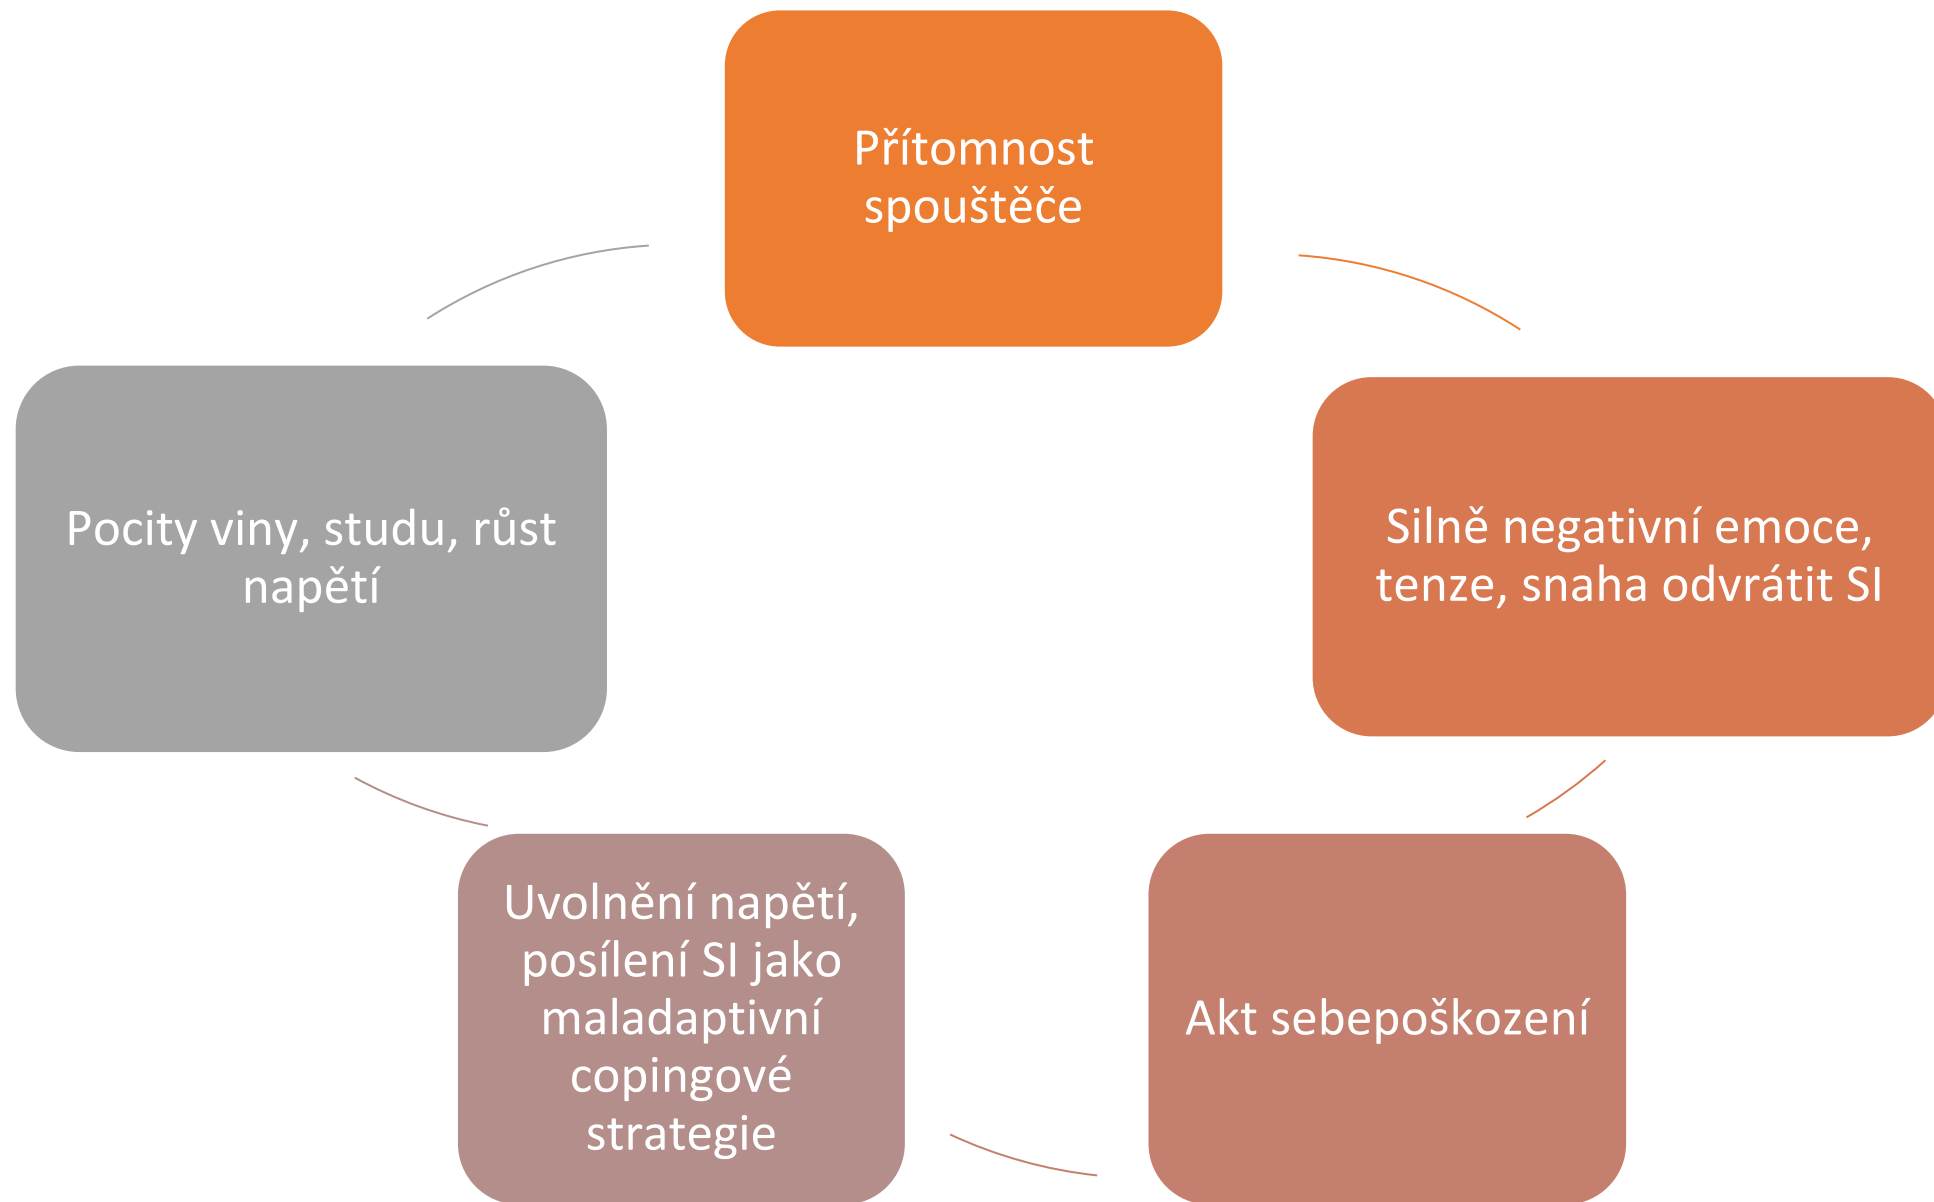 Přítomnost
spouštěče
Silně negativní emoce,
tenze, snaha odvrátit SI
Akt sebepoškození
Uvolnění napětí,
posílení SI jako
maladaptivní
copingové
strategie
Pocity viny, studu, růst
napětí